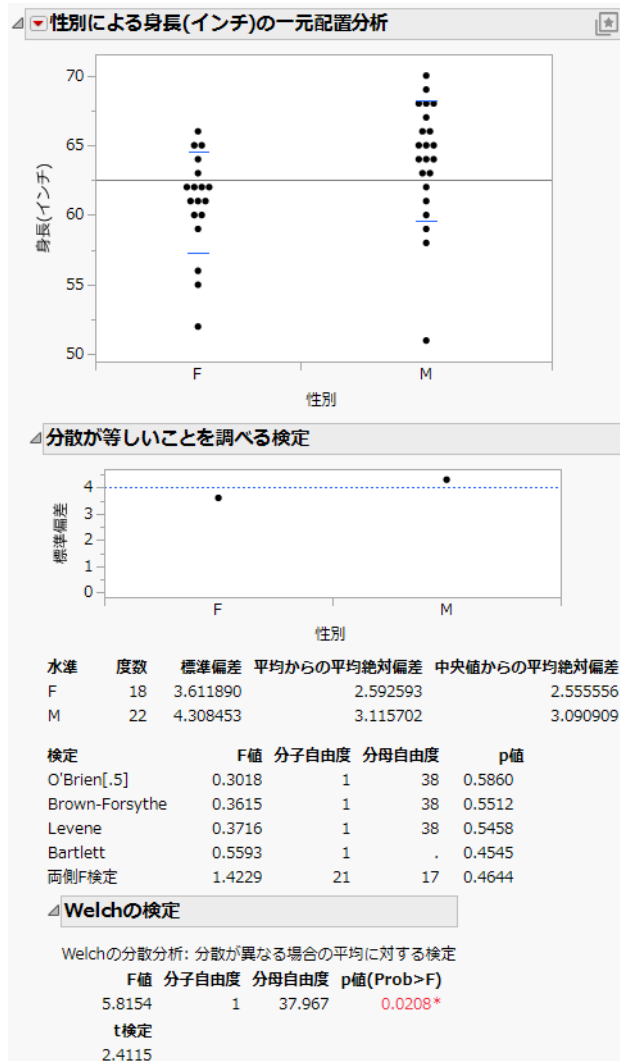 性別による身長(インチ)の一元配置分析
70
65
60
55
50
身長(インチ)
F M
性別
分散が等しいことを調べる検定
4
3
2
1
0
標準偏差
F M
性別
水準 度数 標準偏差 平均からの平均絶対偏差 中央値からの平均絶対偏差
F 18 3.611890 2.592593 2.555556
M 22 4.308453 3.115702 3.090909
検定 F値 分子自由度 分母自由度 p値
O'Brien[.5] 0.3018 1 38 0.5860
Brown-Forsythe 0.3615 1 38 0.5512
Levene 0.3716 1 38 0.5458
Bartlett 0.5593 1 . 0.4545
両側F検定 1.4229 21 17 0.4644
Welchの検定
Welchの分散分析: 分散が異なる場合の平均に対する検定
F値 分子自由度 分母自由度 p値(Prob>F)
5.8154 1 37.967 0.0208*
t検定
2.4115